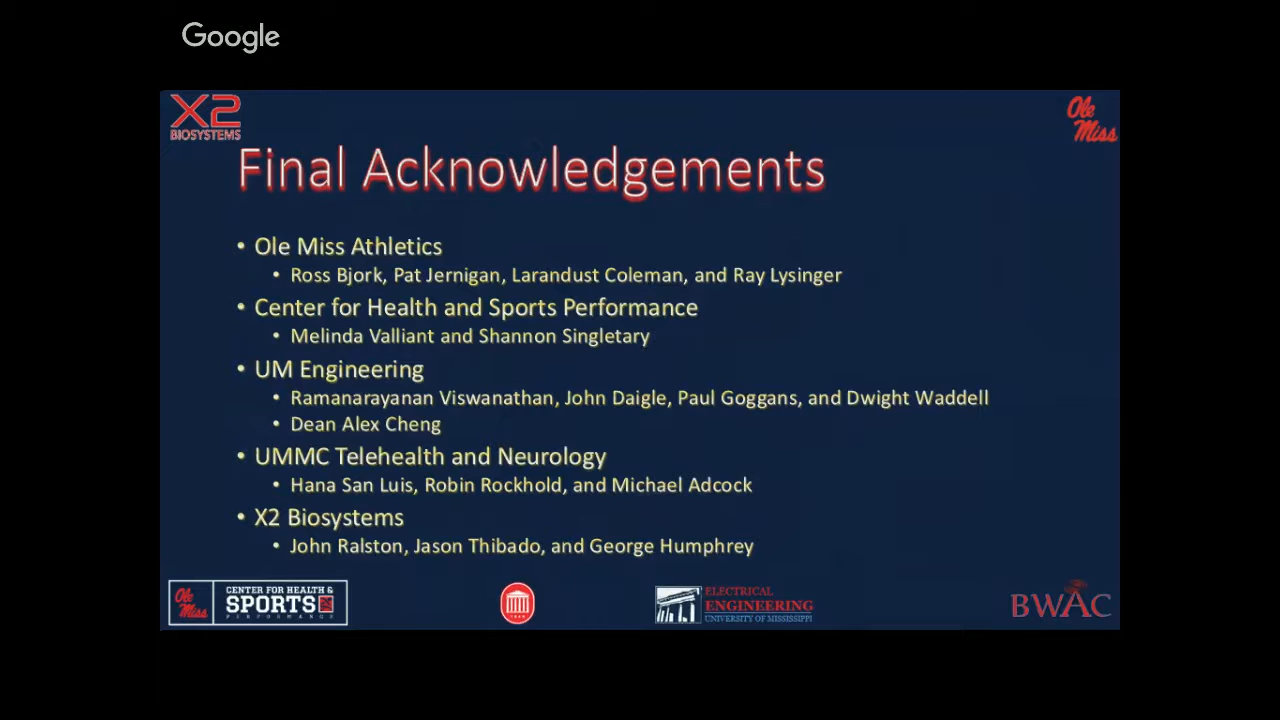 Google
X2
BIOSYSTEMS
Ole
Miss
Final Acknowledgements
• Ole Miss Athletics
• Ross Bjork, Pat Jernigan, Larandust Coleman, and Ray Lysinger
• Center for Health and Sports Performance
• Melinda Valliant and Shannon Singletary
• UM Engineering
• Ramanarayanan Viswanathan, John Daigle, Paul Goggans, and Dwight Waddell
• Dean Alex Cheng
• UMMC Telehealth and Neurology
• Hana San Luis, Robin Rockhold, and Michael Adcock
• X2 Biosystems
• John Ralston, Jason Thibado, and George Humphrey
Ole
Miss
CENTER FOR HEALTH &
SPORTS
PERFORMANCE
ELECTRICAL
ENGINEERING
UNIVERSITY OF MISSISSIPPI
BWAC